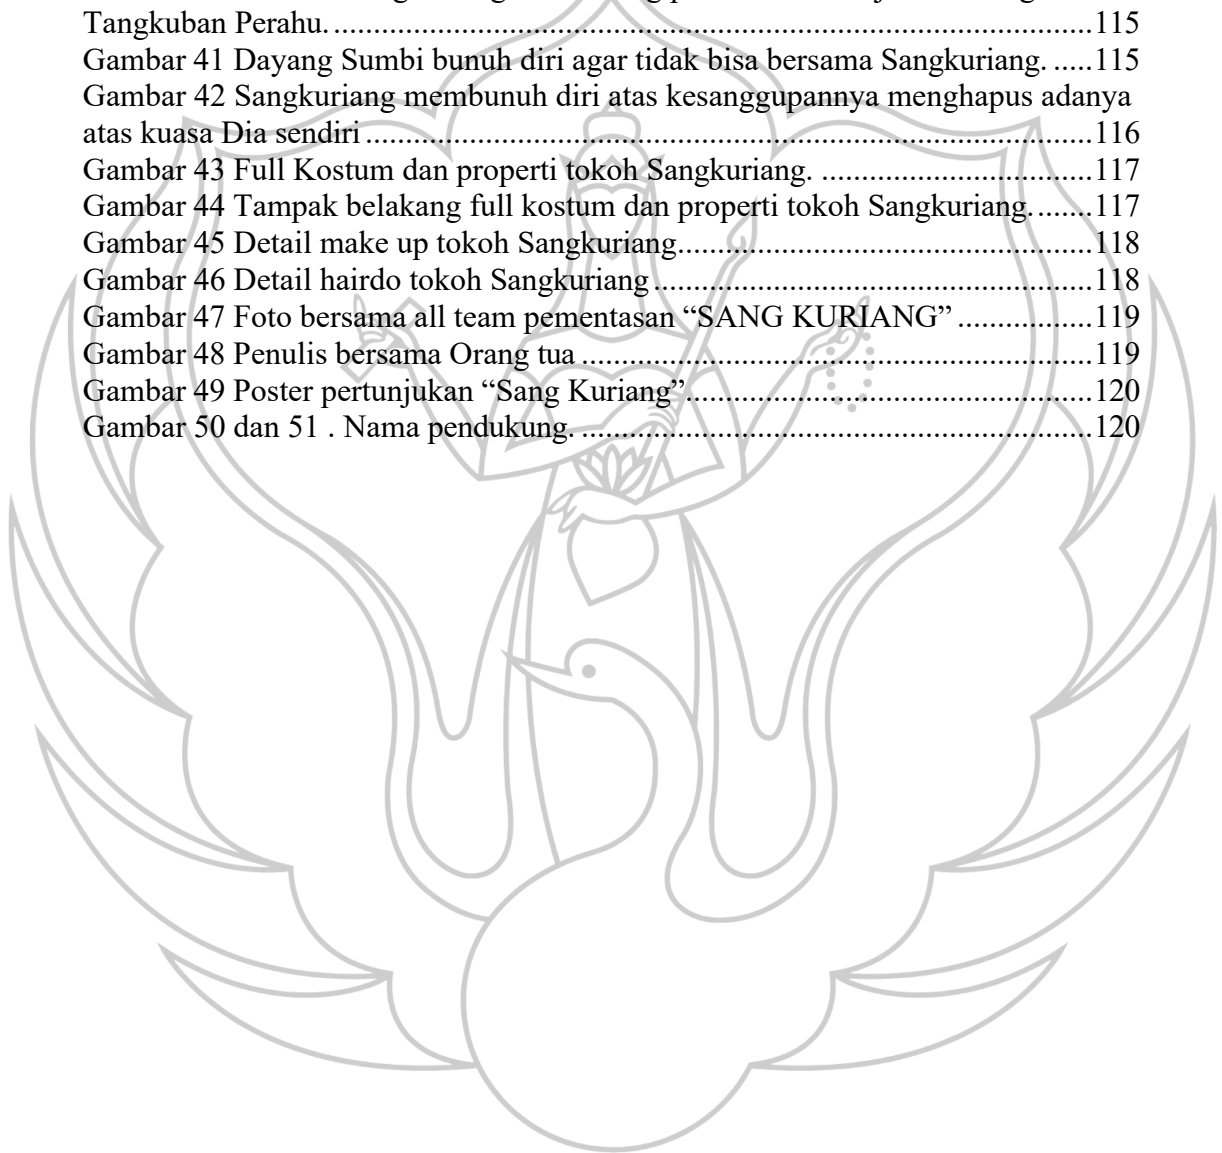 Tangkuban Perahu. ................................................................................................115
Gambar 41 Dayang Sumbi bunuh diri agar tidak bisa bersama Sangkuriang. .....115
Gambar 42 Sangkuriang membunuh diri atas kesanggupannya menghapus adanya
atas kuasa Dia sendiri............................................................................................116
Gambar 43 Full Kostum dan properti tokoh Sangkuriang. ..................................117
Gambar 44 Tampak belakang full kostum dan properti tokoh Sangkuriang........117
Gambar 45 Detail make up tokoh Sangkuriang....................................................118
Gambar 46 Detail hairdo tokoh Sangkuriang.......................................................118
Gambar 47 Foto bersama all team pementasan “SANG KURIANG” .................119
Gambar 48 Penulis bersama Orang tua ................................................................119
Gambar 49 Poster pertunjukan “Sang Kuriang”...................................................120
Gambar 50 dan 51 . Nama pendukung. ................................................................120